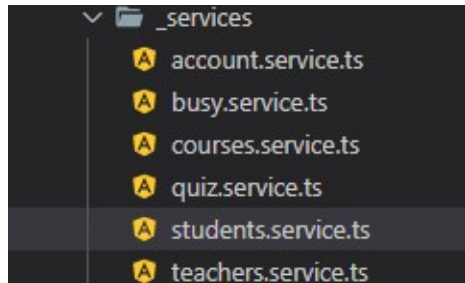 _services
account.service.ts
busy.service.ts
courses.service.ts
quiz.service.ts
students.service.ts
teachers.service.ts